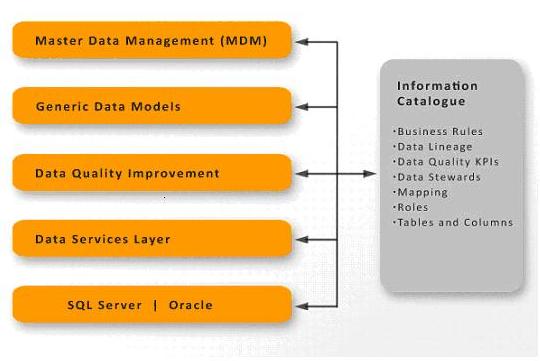 Master Data Management (MDM)
Generic Data Models
Data Quality Improvement
Data Services Layer
SQL Server | Oracle
Information
Catalogue
•Business Rules
•Data Lineage
•Data Quality KPIs
•Data Stewards
•Mapping
•Roles
•Tables and Columns